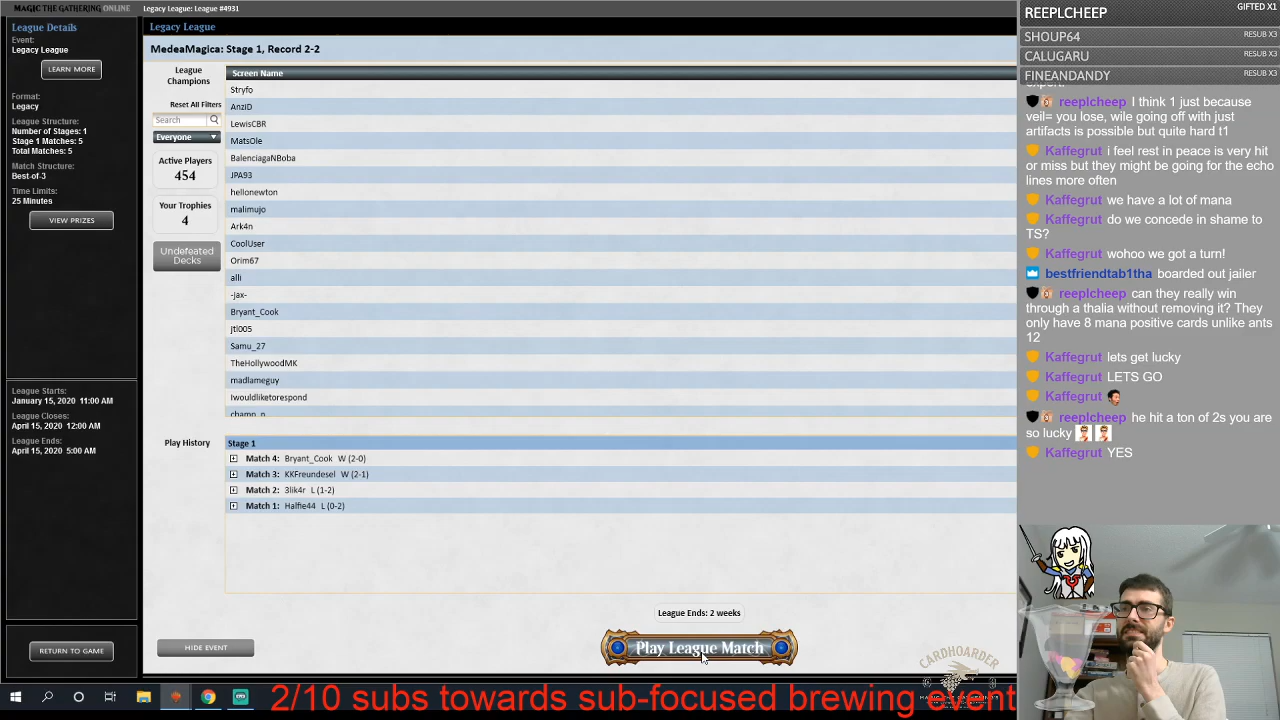 MAGIC THE GATHERING ONLINE
Legacy League: League #4931
League Details
Event:
Legacy League
LEARN MORE
Format:
Legacy
League Structure:
Number of Stages: 1
Stage 1 Matches: 5
Total Matches: 5
Match Structure:
Best-of-3
Time Limits:
25 Minutes
VIEW PRIZES
League Starts:
January 15, 2020 11:00 AM
League Closes:
April 15, 2020 12:00 AM
League Ends:
April 15, 2020 5:00 AM
RETURN TO GAME
Legacy League
MedeaMagica: Stage 1, Record 2-2
League
Champions
Reset All Filters
Search
Everyone
Active Players
454
Your Trophies
4
Undefeated
Decks
Screen Name
Stryfo
AnziD
LewisCBR
MatsOle
BalenciagaNBoba
JPA93
hellonewton
malimujo
Ark4n
CoolUser
Orim67
alli
-jax-
Bryant_Cook
jtl005
Samu_27
TheHollywoodMK
madlameguy
Iwouldliketorespond
champ_p
Play History
Stage 1
Match 4: Bryant_Cook W (2-0)
Match 3: KKFreundesel W (2-1)
Match 2: 3lik4r L (1-2)
Match 1: Halfie44 L (0-2)
League Ends: 2 weeks
HIDE EVENT
Play League Match
CARDHOARDER
2/10 subs towards sub-focused brewing event
REEPLCHEEP GIFTED X1
SHOUP64 RESUB X3
CALUGARU RESUB X3
FINEANDANDY RESUB X3
expert.
reeplcheep I think 1 just because
veil= you lose, wile going off with just
artifacts is possible but quite hard t1
Kaffegrut i feel rest in peace is very hit
or miss but they might be going for the echo
lines more often
Kaffegrut we have a lot of mana
Kaffegrut do we concede in shame to
TS?
Kaffegrut wohoo we got a turn!
bestfriendtab1tha boarded out jailer
reeplcheep can they really win
through a thalia without removing it? They
only have 8 mana positive cards unlike ants
12
Kaffegrut lets get lucky
Kaffegrut LETS GO
Kaffegrut
reeplcheep he hit a ton of 2s you are
so lucky
Kaffegrut YES